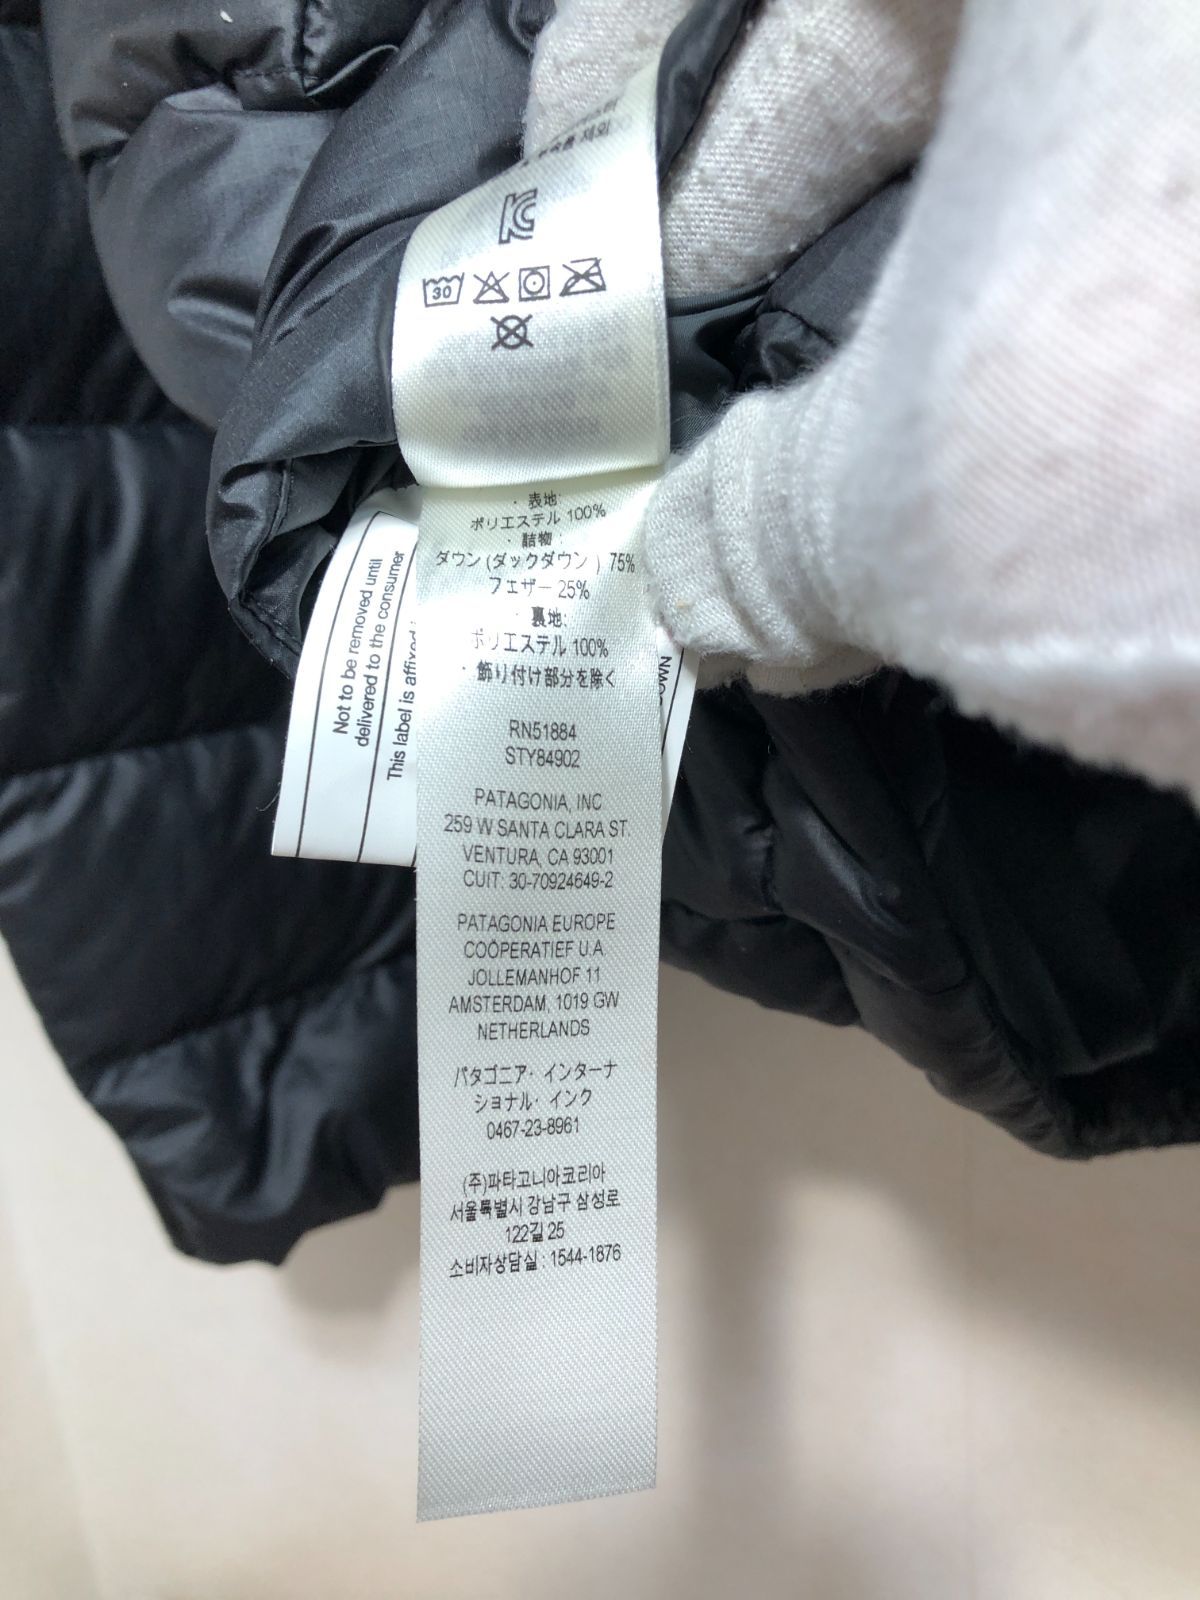 제외
30
· 表地:
ポリエステル 100%
· 詰物 :
ダウン (ダックダウン ) 75%
フェザー 25%
· 裏地:
ポリエステル 100%
· 飾り付け部分を除く
RN51884
STY84902
PATAGONIA, INC
259 W SANTA CLARA ST.
VENTURA, CA 93001
CUIT: 30-70924649-2
PATAGONIA EUROPE
COÖPERATIEF U.A
JOLLEMANHOF 11
AMSTERDAM, 1019 GW
NETHERLANDS
パタゴニア· インターナ
ショナル· インク
0467-23-8961
(주)파타고니아코리아
서울특별시 강남구 삼성로
122길 25
소비자상담실 : 1544-1876
Not to be removed until
delivered to the consumer
This label is affixed